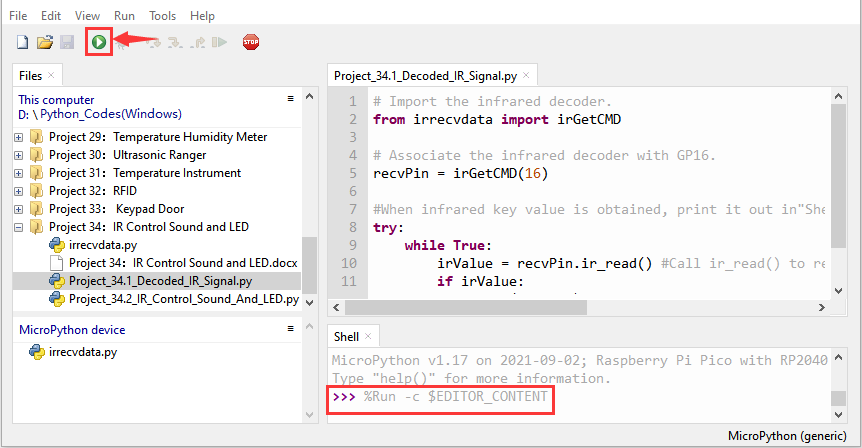 File Edit View Run Tools Help
STOP
Files
This computer
D: \Python_Codes(Windows)
Project 29：Temperature Humidity Meter
Project 30：Ultrasonic Ranger
Project 31：Temperature Instrument
Project 32：RFID
Project 33： Keypad Door
Project 34：IR Control Sound and LED
irrecvdata.py
Project 34：IR Control Sound and LED.docx
Project_34.1_Decoded_IR_Signal.py
Project_34.2_IR_Control_Sound_And_LED.py
MicroPython device
irrecvdata.py
Project_34.1_Decoded_IR_Signal.py
1 # Import the infrared decoder.
2 from irrecvdata import irGetCMD
3
4 # Associate the infrared decoder with GP16.
5 recvPin = irGetCMD(16)
6
7 #When infrared key value is obtained, print it out in"She
8 try:
9 while True:
10 irValue = recvPin.ir_read() #Call ir_read() to re
11 if irValue:
Shell
MicroPython v1.17 on 2021-09-02; Raspberry Pi Pico with RP2040
Type "help()" for more information.
>>> %Run -c $EDITOR_CONTENT
MicroPython (generic)